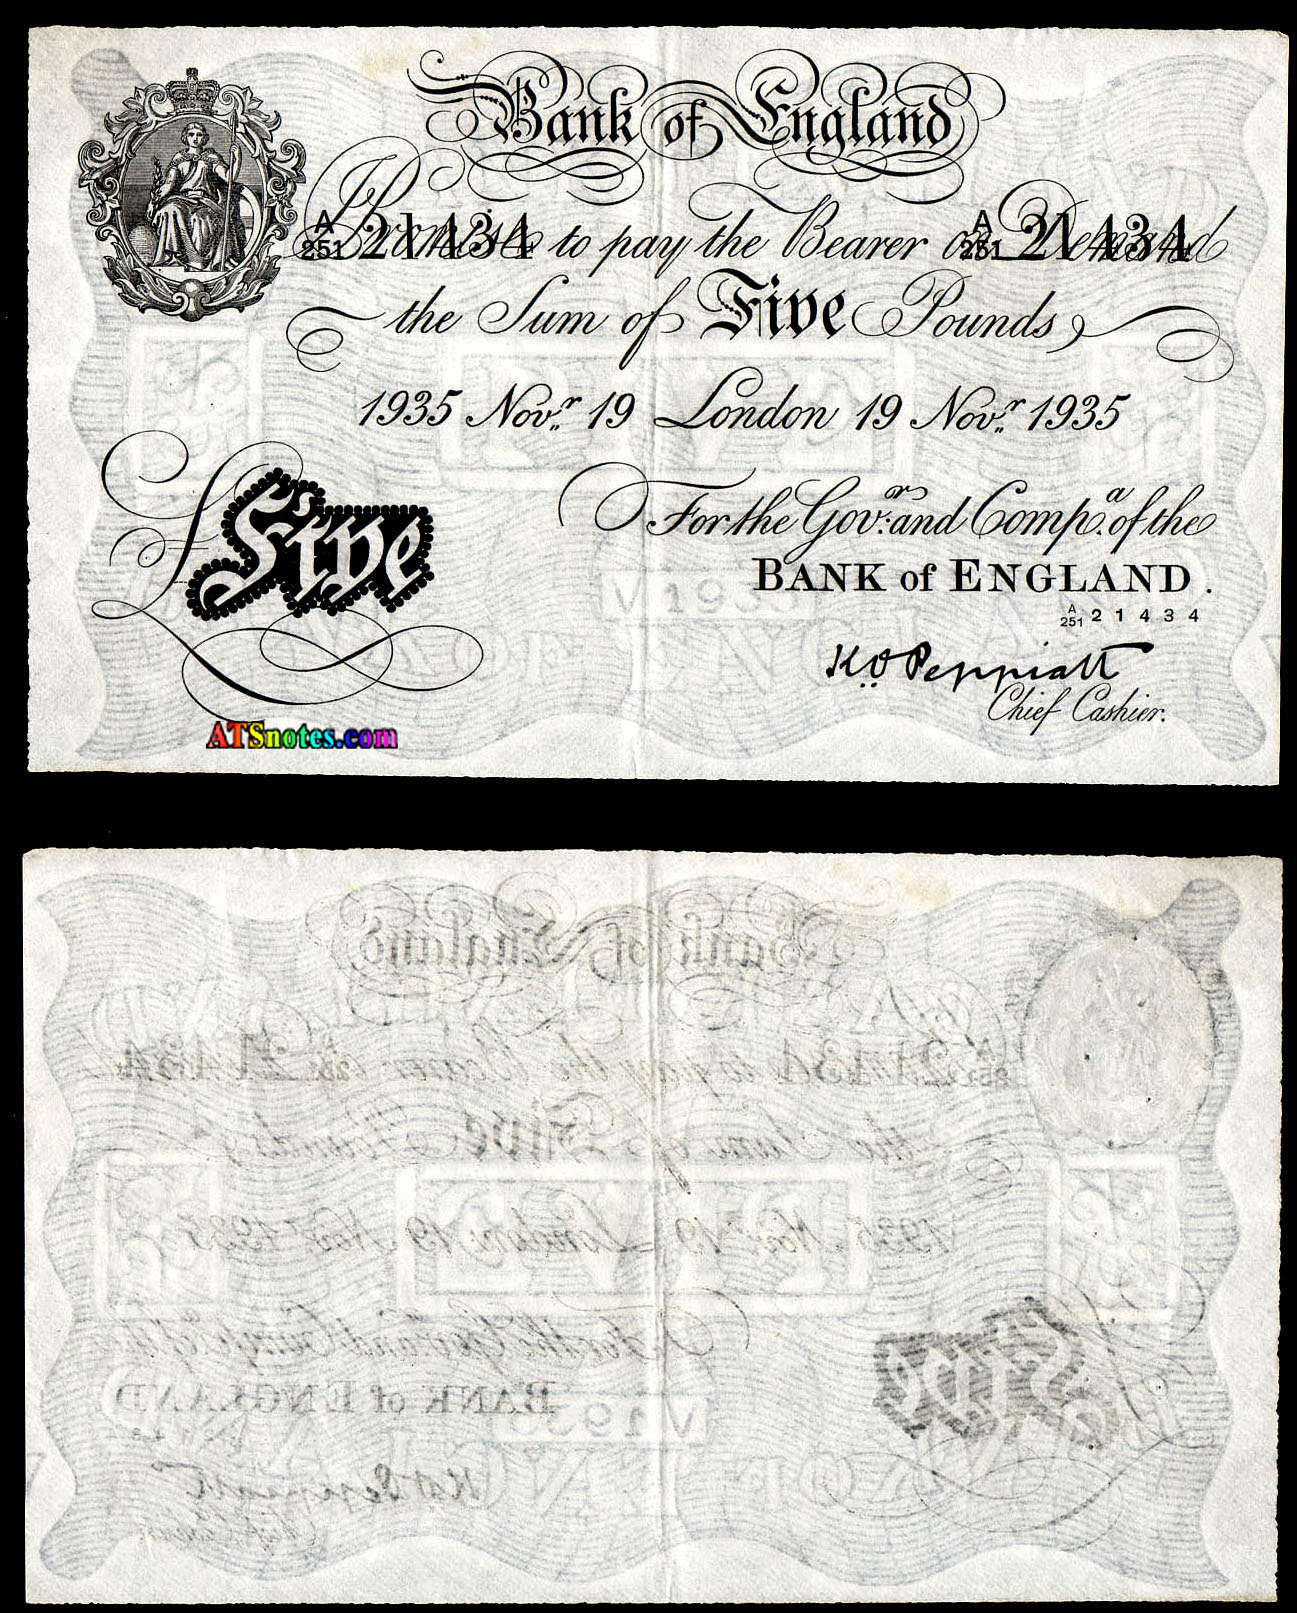 Bank of England
I Promise to pay the Bearer on Demand
A
251 21434 A
251 21434
the Sum of Five Pounds
1935 Novr. 19 London 19 Novr. 1935
For the Govr. and Compa. of the
BANK of ENGLAND.
£Five
A
251 21434
K.O. Peppiatt
Chief Cashier.
ATSnotes.com